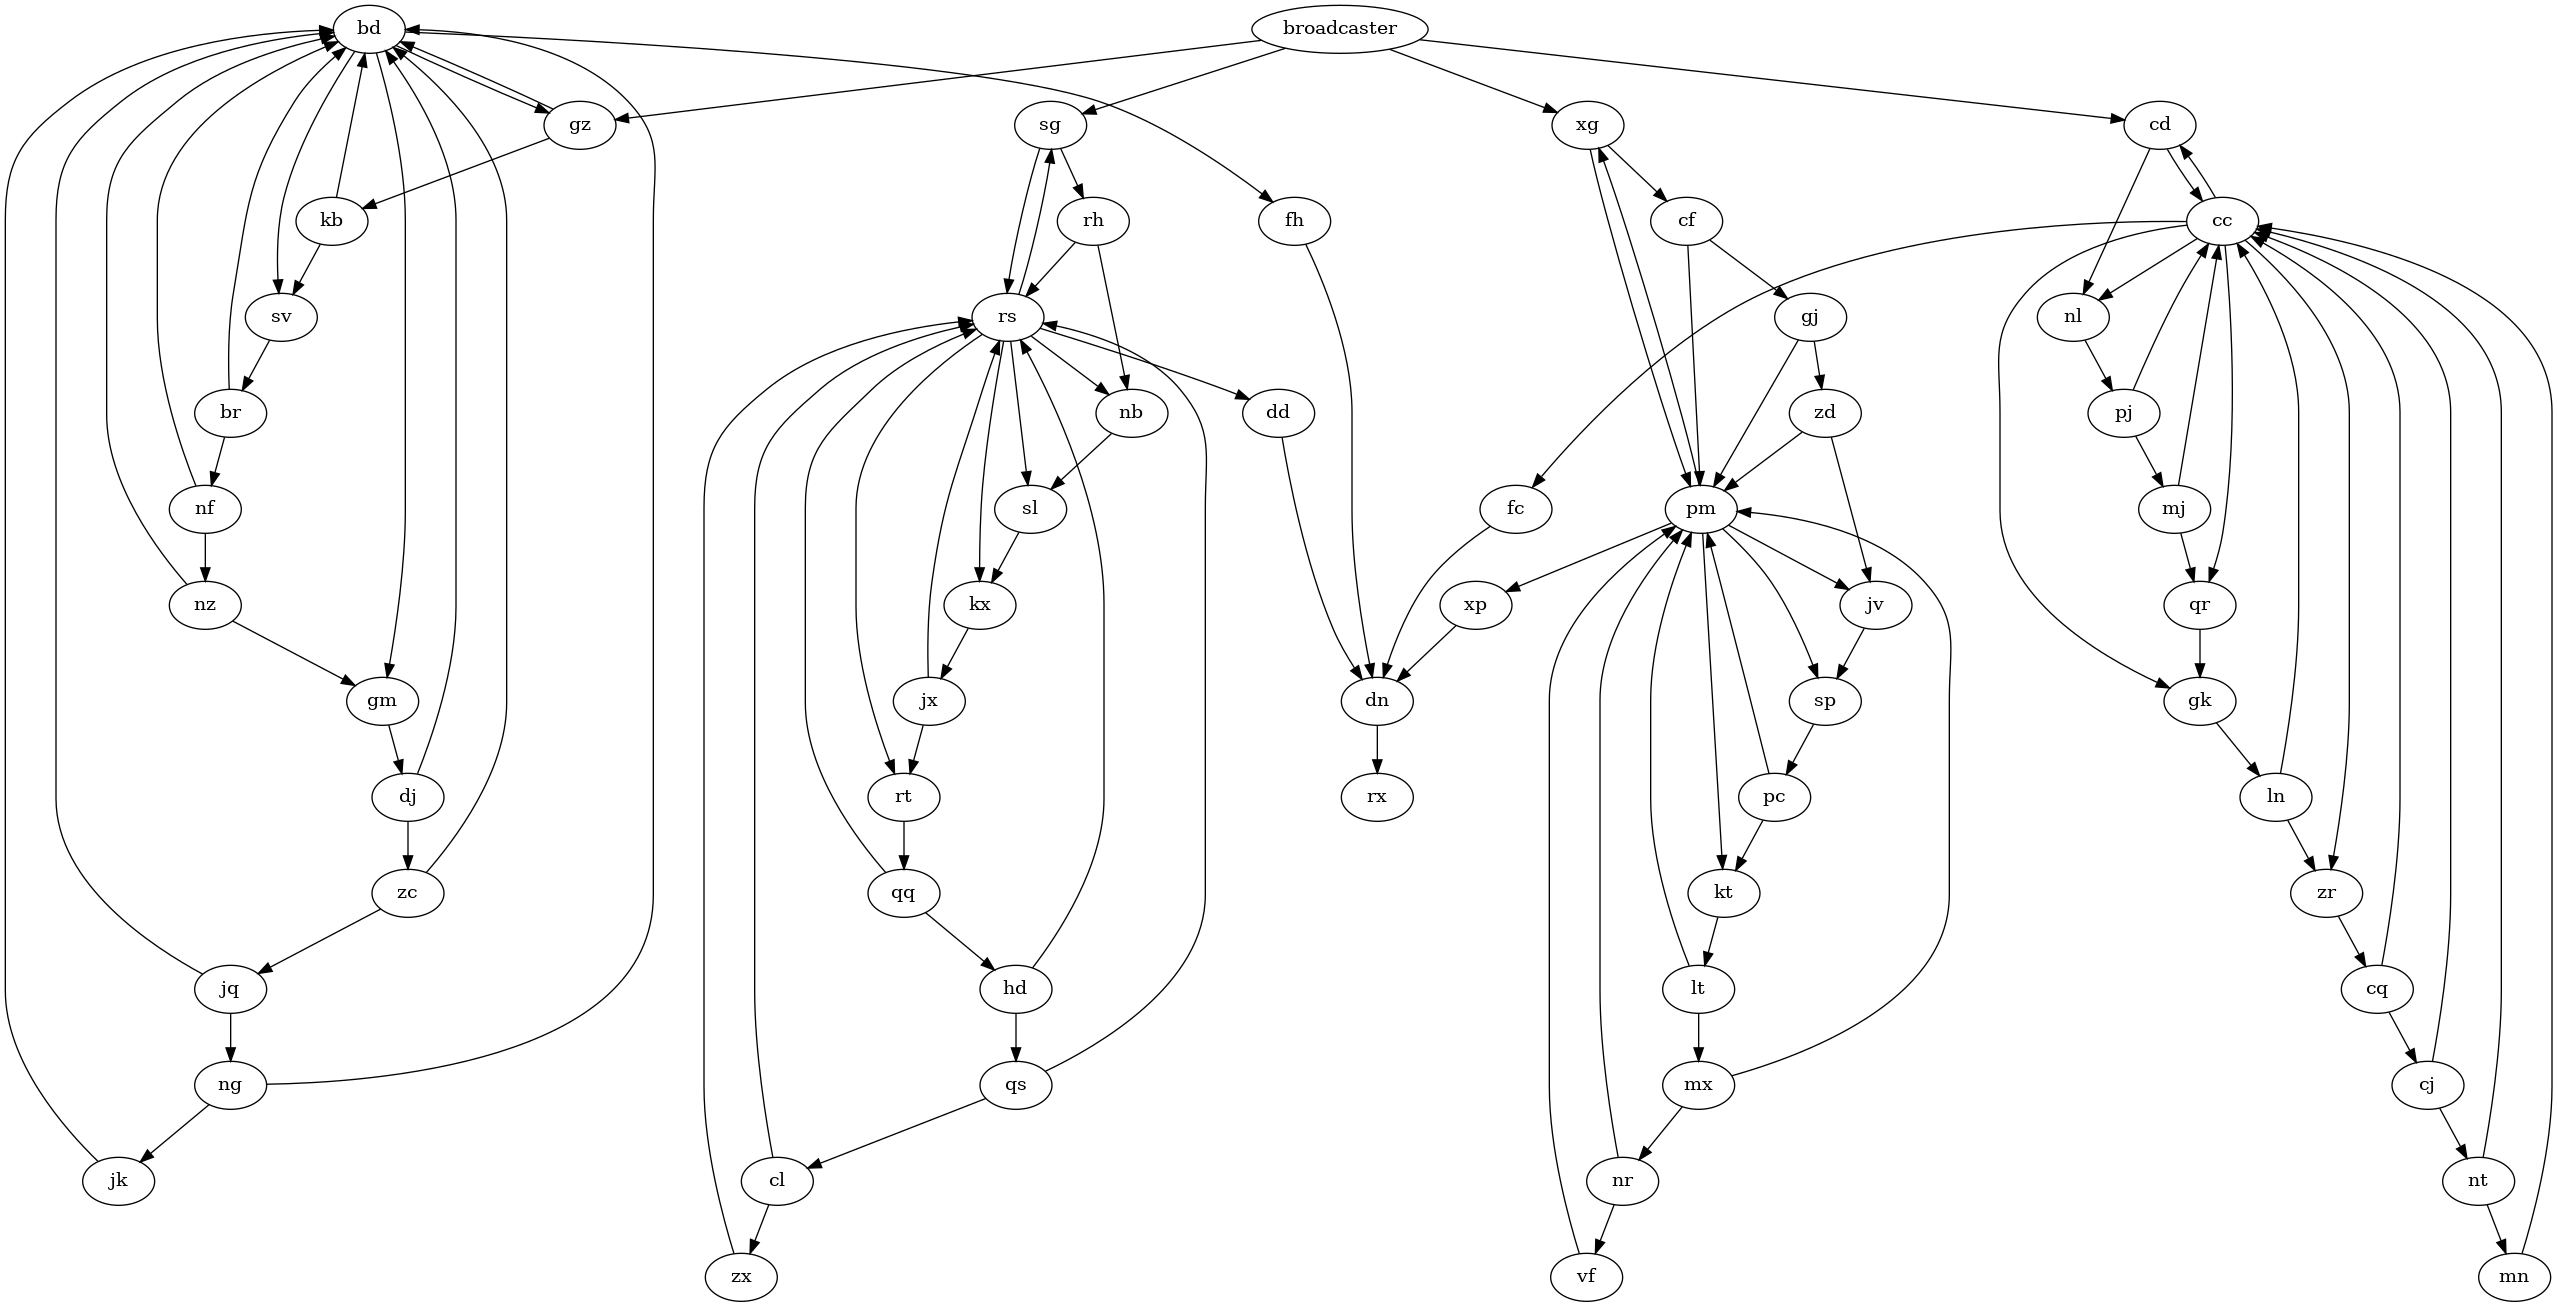 bd
broadcaster
gz
sg
xg
cd
kb
rh
fh
cf
cc
sv
rs
gj
nl
br
nb
dd
zd
pj
nf
sl
fc
pm
mj
nz
kx
xp
jv
qr
gm
jx
dn
sp
gk
dj
rt
rx
pc
ln
zc
qq
kt
zr
jq
hd
lt
cq
ng
qs
mx
cj
jk
cl
nr
nt
zx
vf
mn